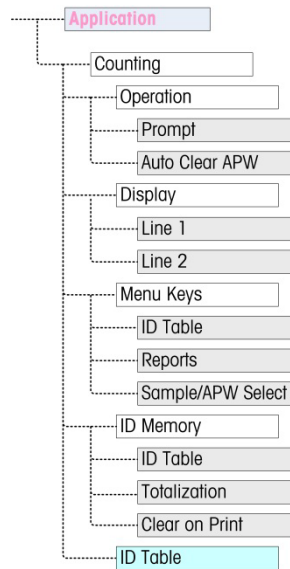 Application
Counting
Operation
Prompt
Auto Clear APW
Display
Line 1
Line 2
Menu Keys
ID Table
Reports
Sample/APW Select
ID Memory
ID Table
Totalization
Clear on Print
ID Table